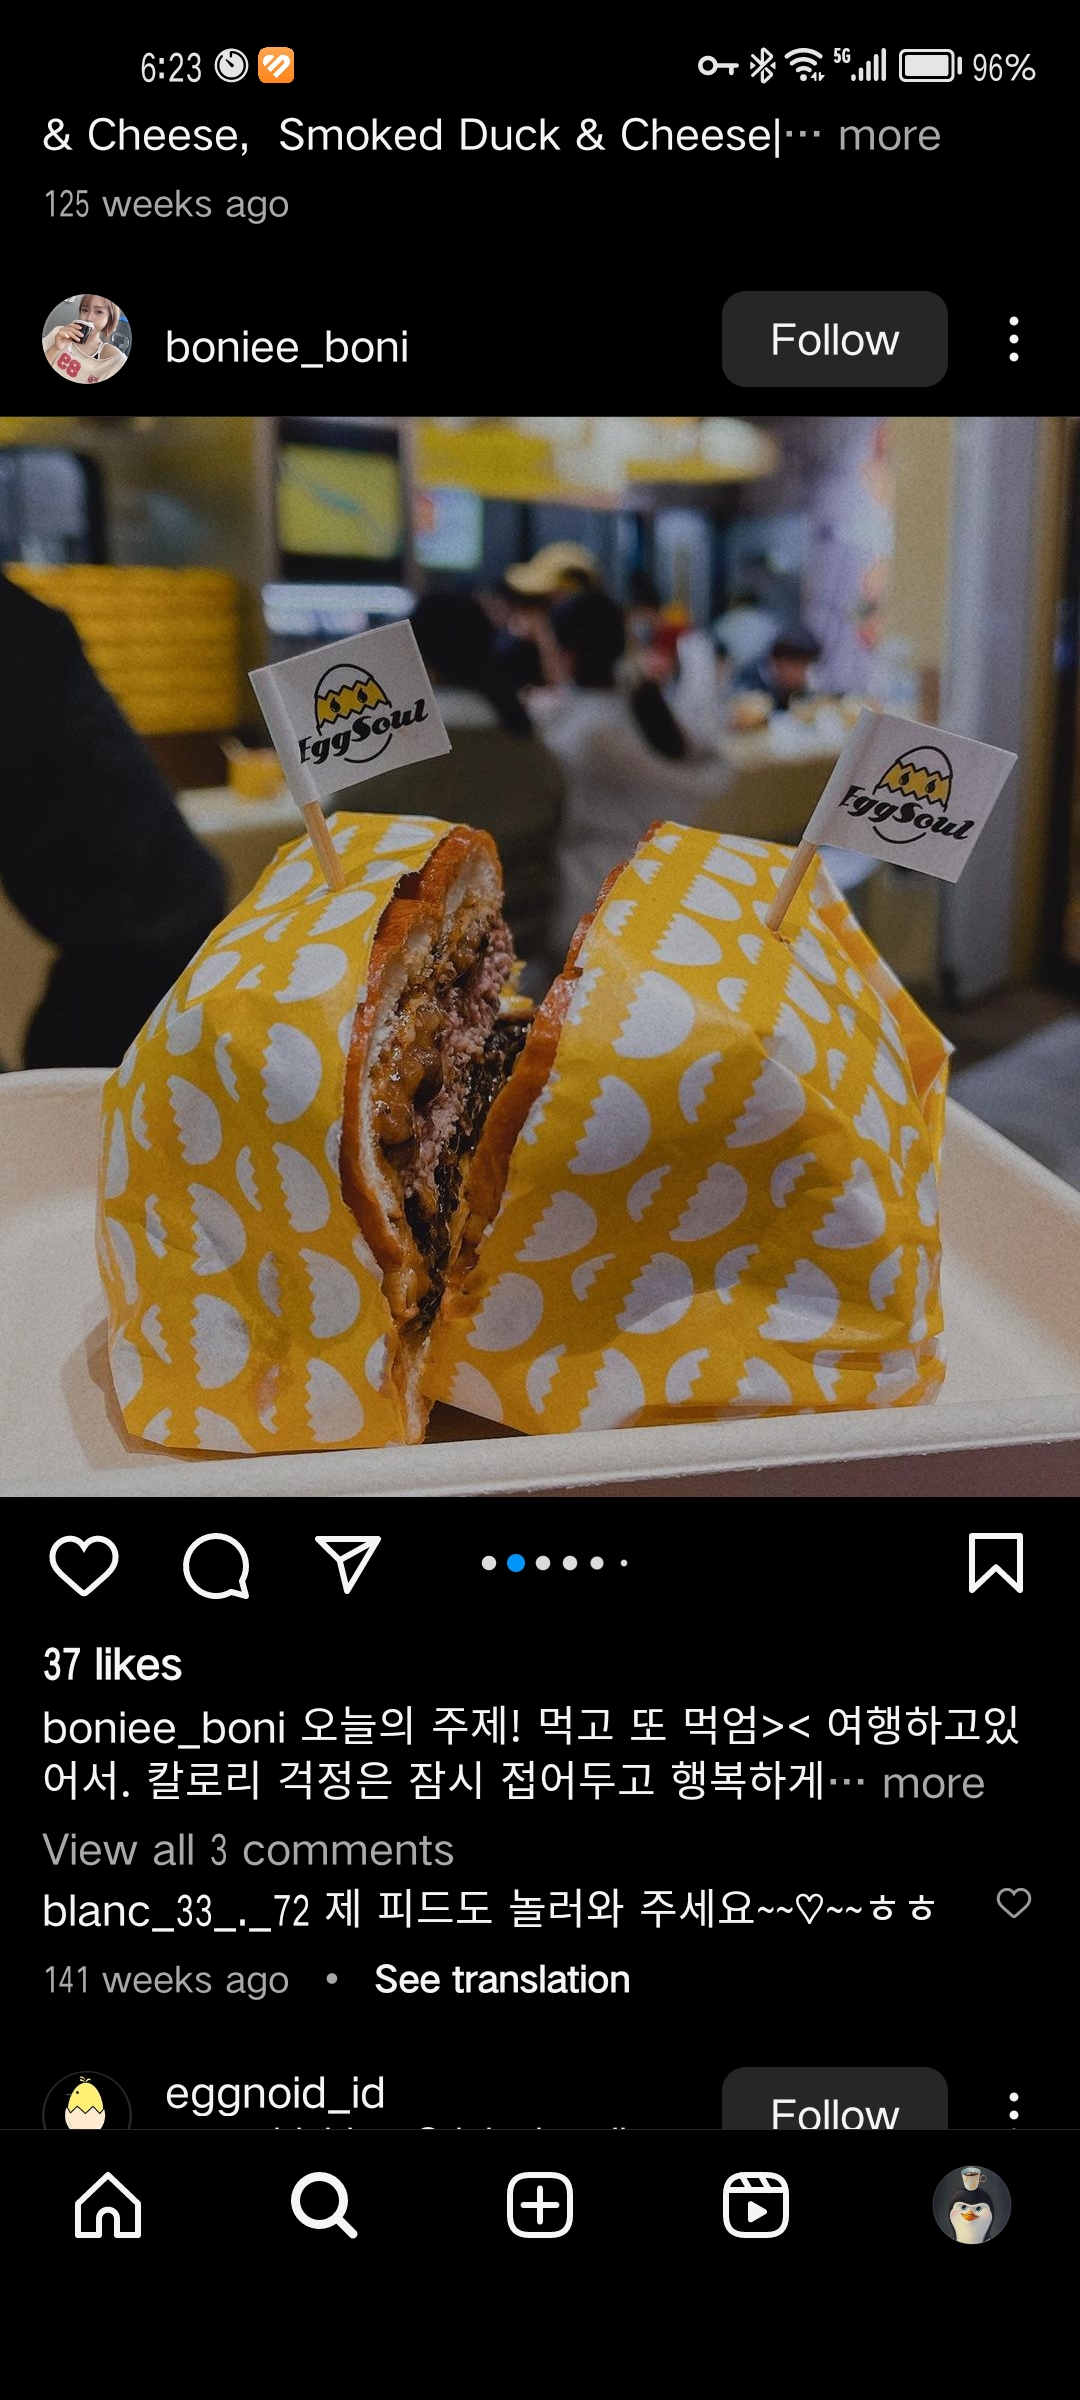 6:23 5G 96%
& Cheese, Smoked Duck & Cheese|… more
125 weeks ago
boniee_boni
Follow
EggSoul
EggSoul
37 likes
boniee_boni 오늘의 주제! 먹고 또 먹엄>< 여행하고있
어서. 칼로리 걱정은 잠시 접어두고 행복하게… more
View all 3 comments
blanc_33_._72 제 피드도 놀러와 주세요~~♡~~ㅎㅎ
141 weeks ago • See translation
eggnoid_id
Follow